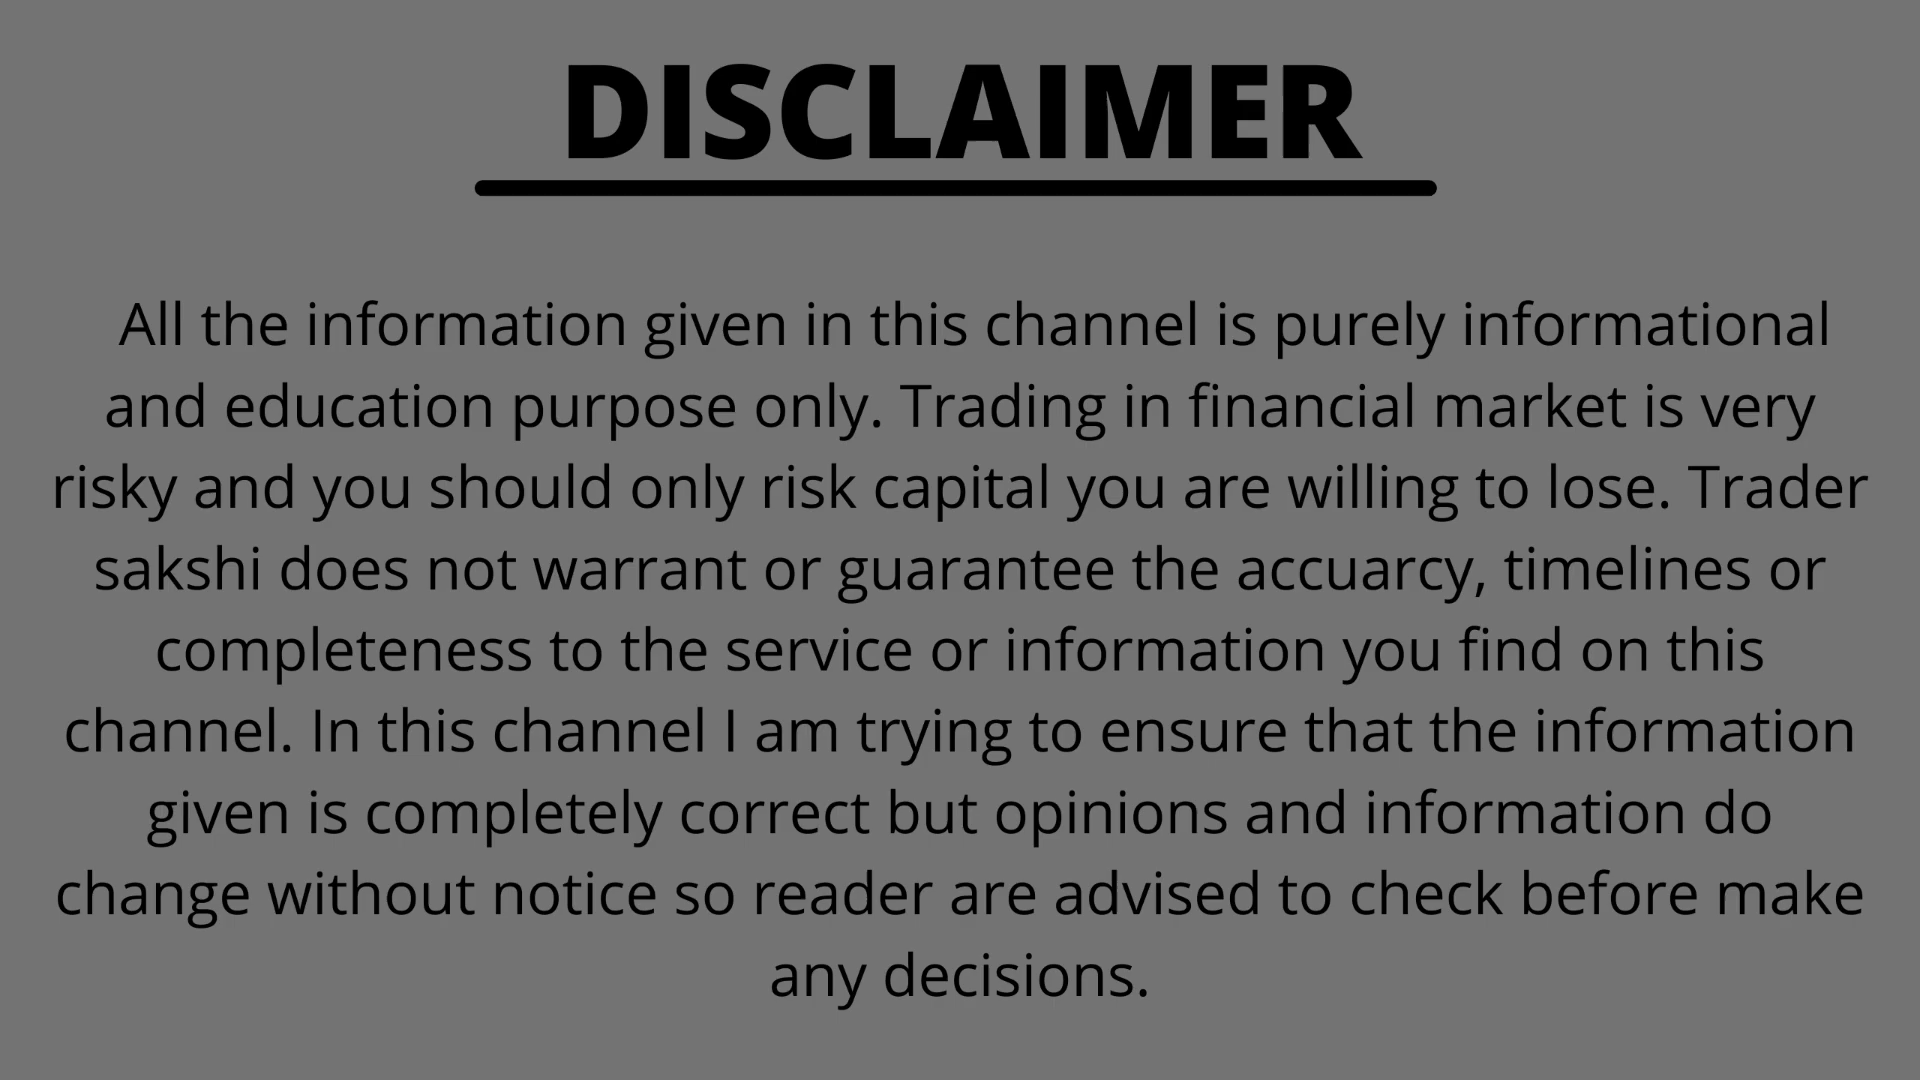 DISCLAIMER
All the information given in this channel is purely informational
and education purpose only. Trading in financial market is very
risky and you should only risk capital you are willing to lose. Trader
sakshi does not warrant or guarantee the accuarcy, timelines or
completeness to the service or information you find on this
channel. In this channel I am trying to ensure that the information
given is completely correct but opinions and information do
change without notice so reader are advised to check before make
any decisions.